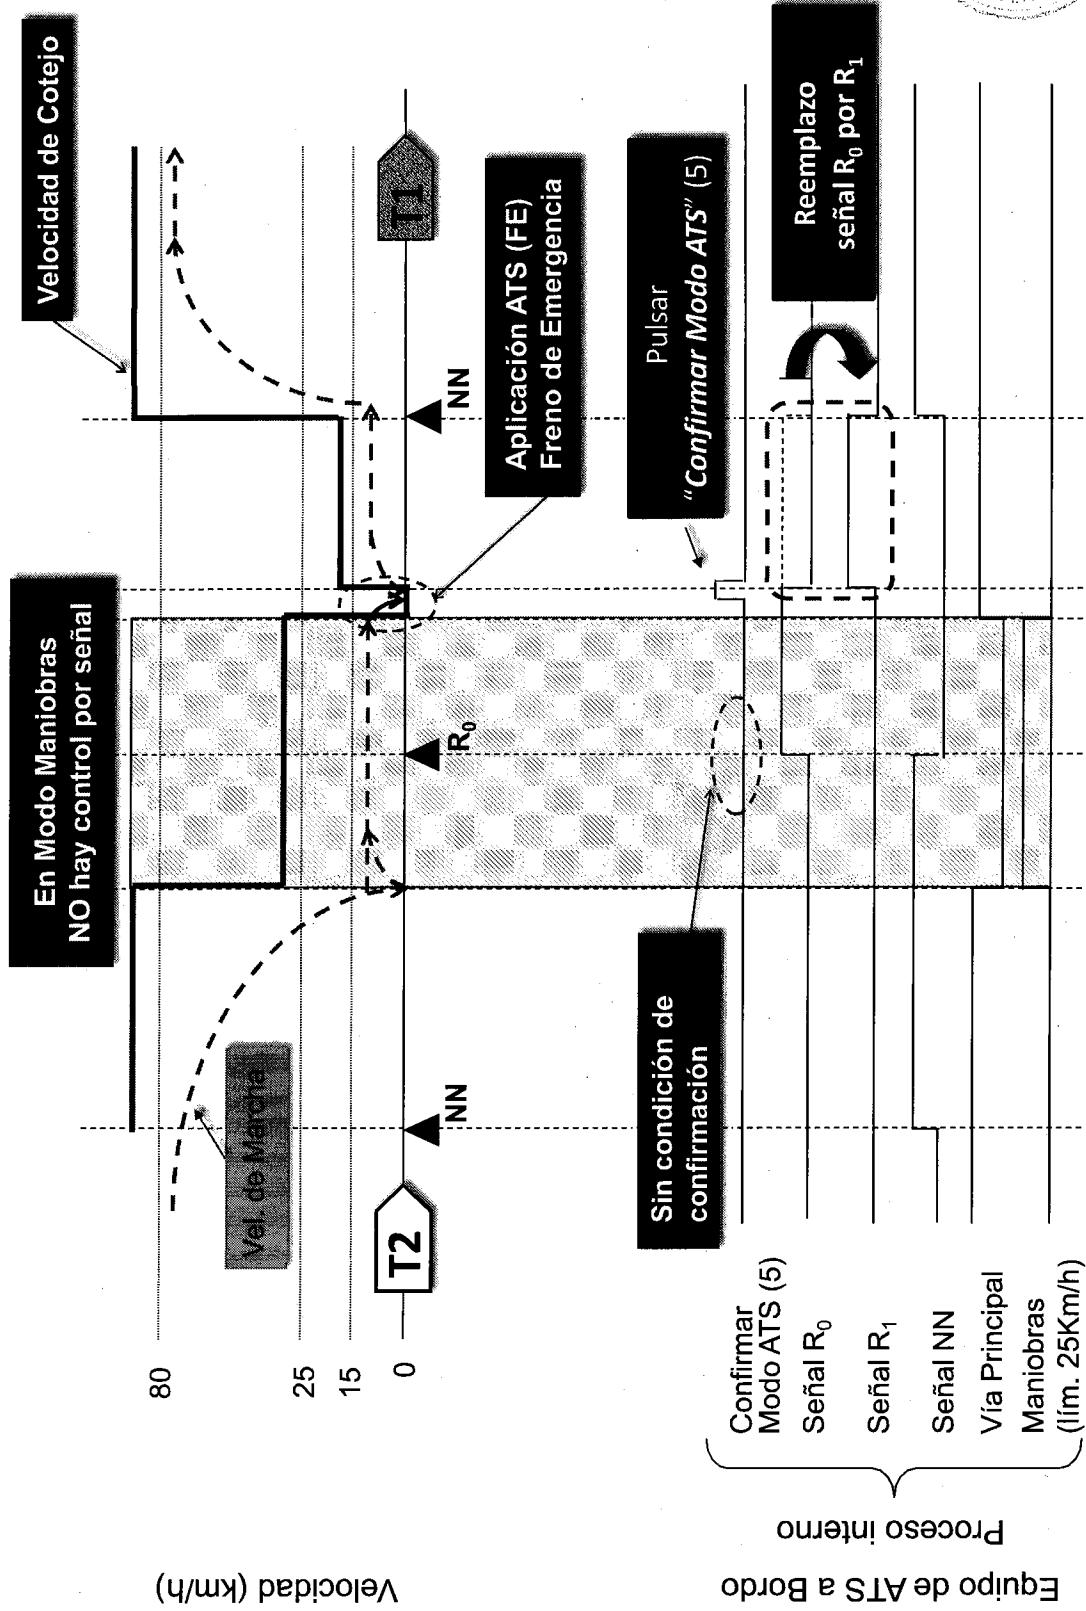 En Modo Maniobras
NO hay control por señal
Velocidad de Cotejo
Vel. de Marcha
80
25
15
0
Velocidad (km/h)
T2
T1
NN
R₀
NN
Aplicación ATS (FE)
Freno de Emergencia
Sin condición de
confirmación
Pulsar
"Confirmar Modo ATS" (5)
Reemplazo
señal R₀ por R₁
Equipo de ATS a Bordo
Proceso interno
Confirmar
Modo ATS (5)
Señal R₀
Señal R₁
Señal NN
Vía Principal
Maniobras
(lím. 25Km/h)